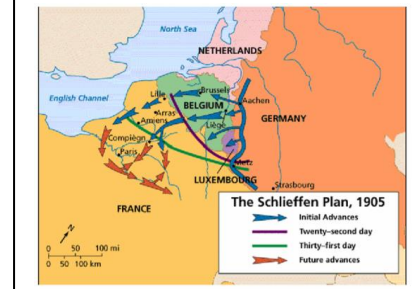 North Sea
NETHERLANDS
English Channel
Lille
Brussels
Aachen
BELGIUM
GERMANY
Arras
Amiens
Liège
Compiègn
Paris
Metz
LUXEMBOURG
Strasbourg
FRANCE
The Schlieffen Plan, 1905
Initial Advances
Twenty-second day
Thirty-first day
Future advances
N
0 50 100 mi
0 50 100 km